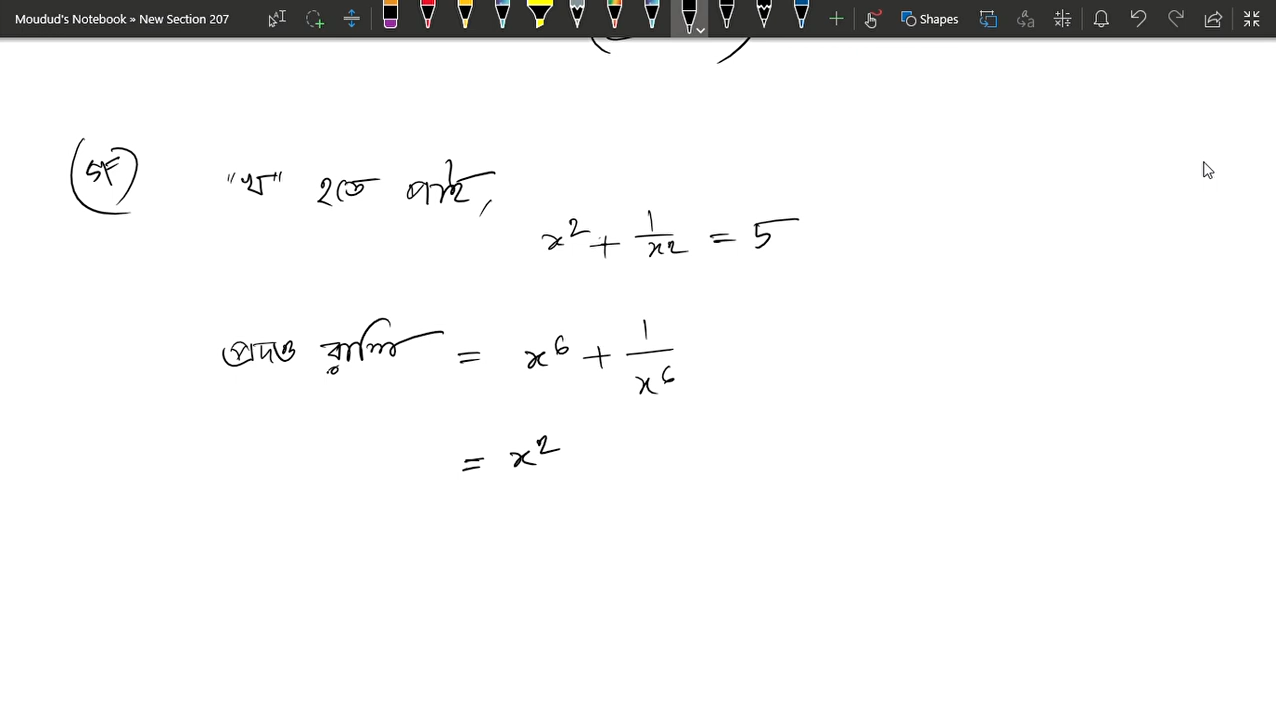 Moudud's Notebook » New Section 207
Shapes
"খ" হতে পাই,
x² + 1/x² = 5
প্রদত্ত রাশি = x⁶ + 1/x⁶
= x²